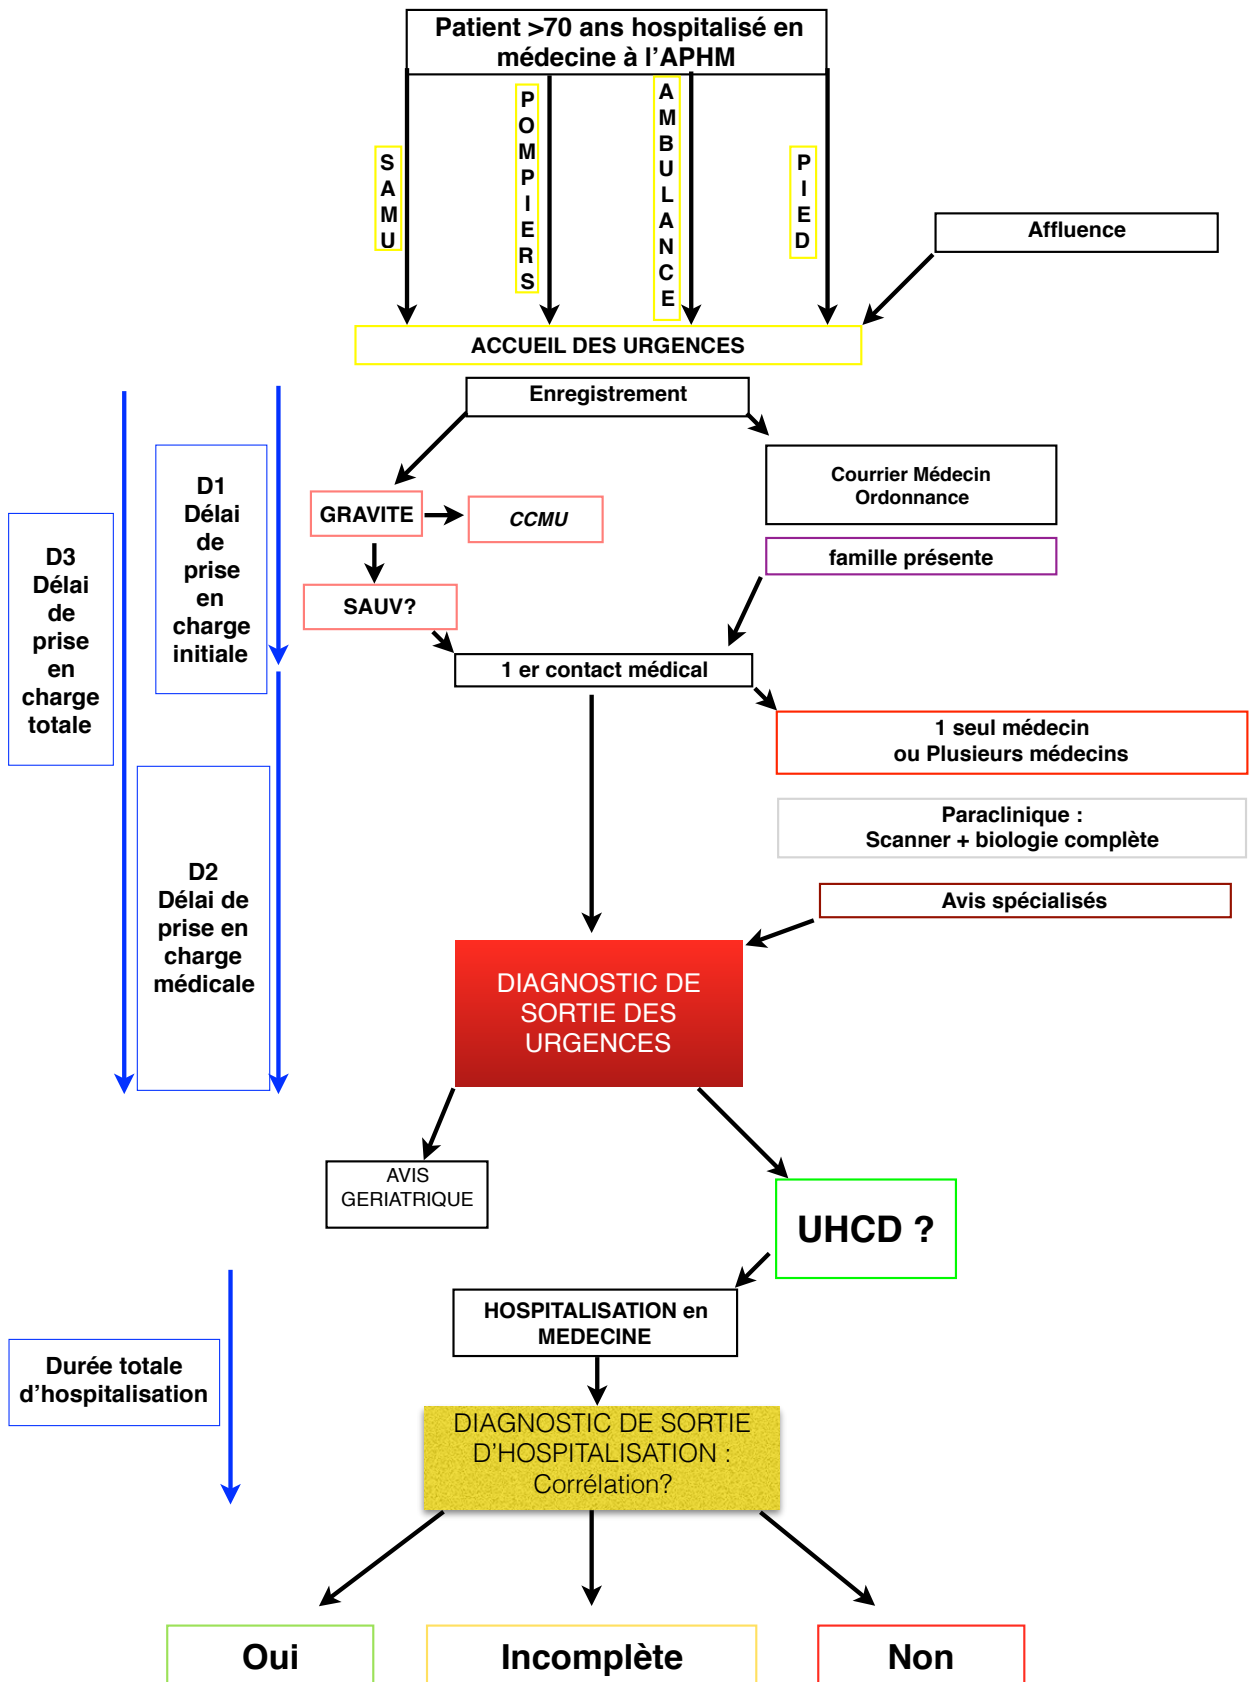 Patient >70 ans hospitalisé en
médecine à l'APHM
SAMU
POMPIERS
AMBULANCE
PIED
Affluence
ACCUEIL DES URGENCES
Enregistrement
Courrier Médecin
Ordonnance
GRAVITE
CCMU
famille présente
SAUV?
1 er contact médical
1 seul médecin
ou Plusieurs médecins
Paraclinique :
Scanner + biologie complète
Avis spécialisés
D1
Délai
de
prise
en
charge
initiale
D3
Délai
de
prise
en
charge
totale
D2
Délai de
prise en
charge
médicale
DIAGNOSTIC DE
SORTIE DES
URGENCES
AVIS
GERIATRIQUE
UHCD ?
HOSPITALISATION en
MEDECINE
Durée totale
d'hospitalisation
DIAGNOSTIC DE SORTIE
D'HOSPITALISATION :
Corrélation?
Oui
Incomplète
Non